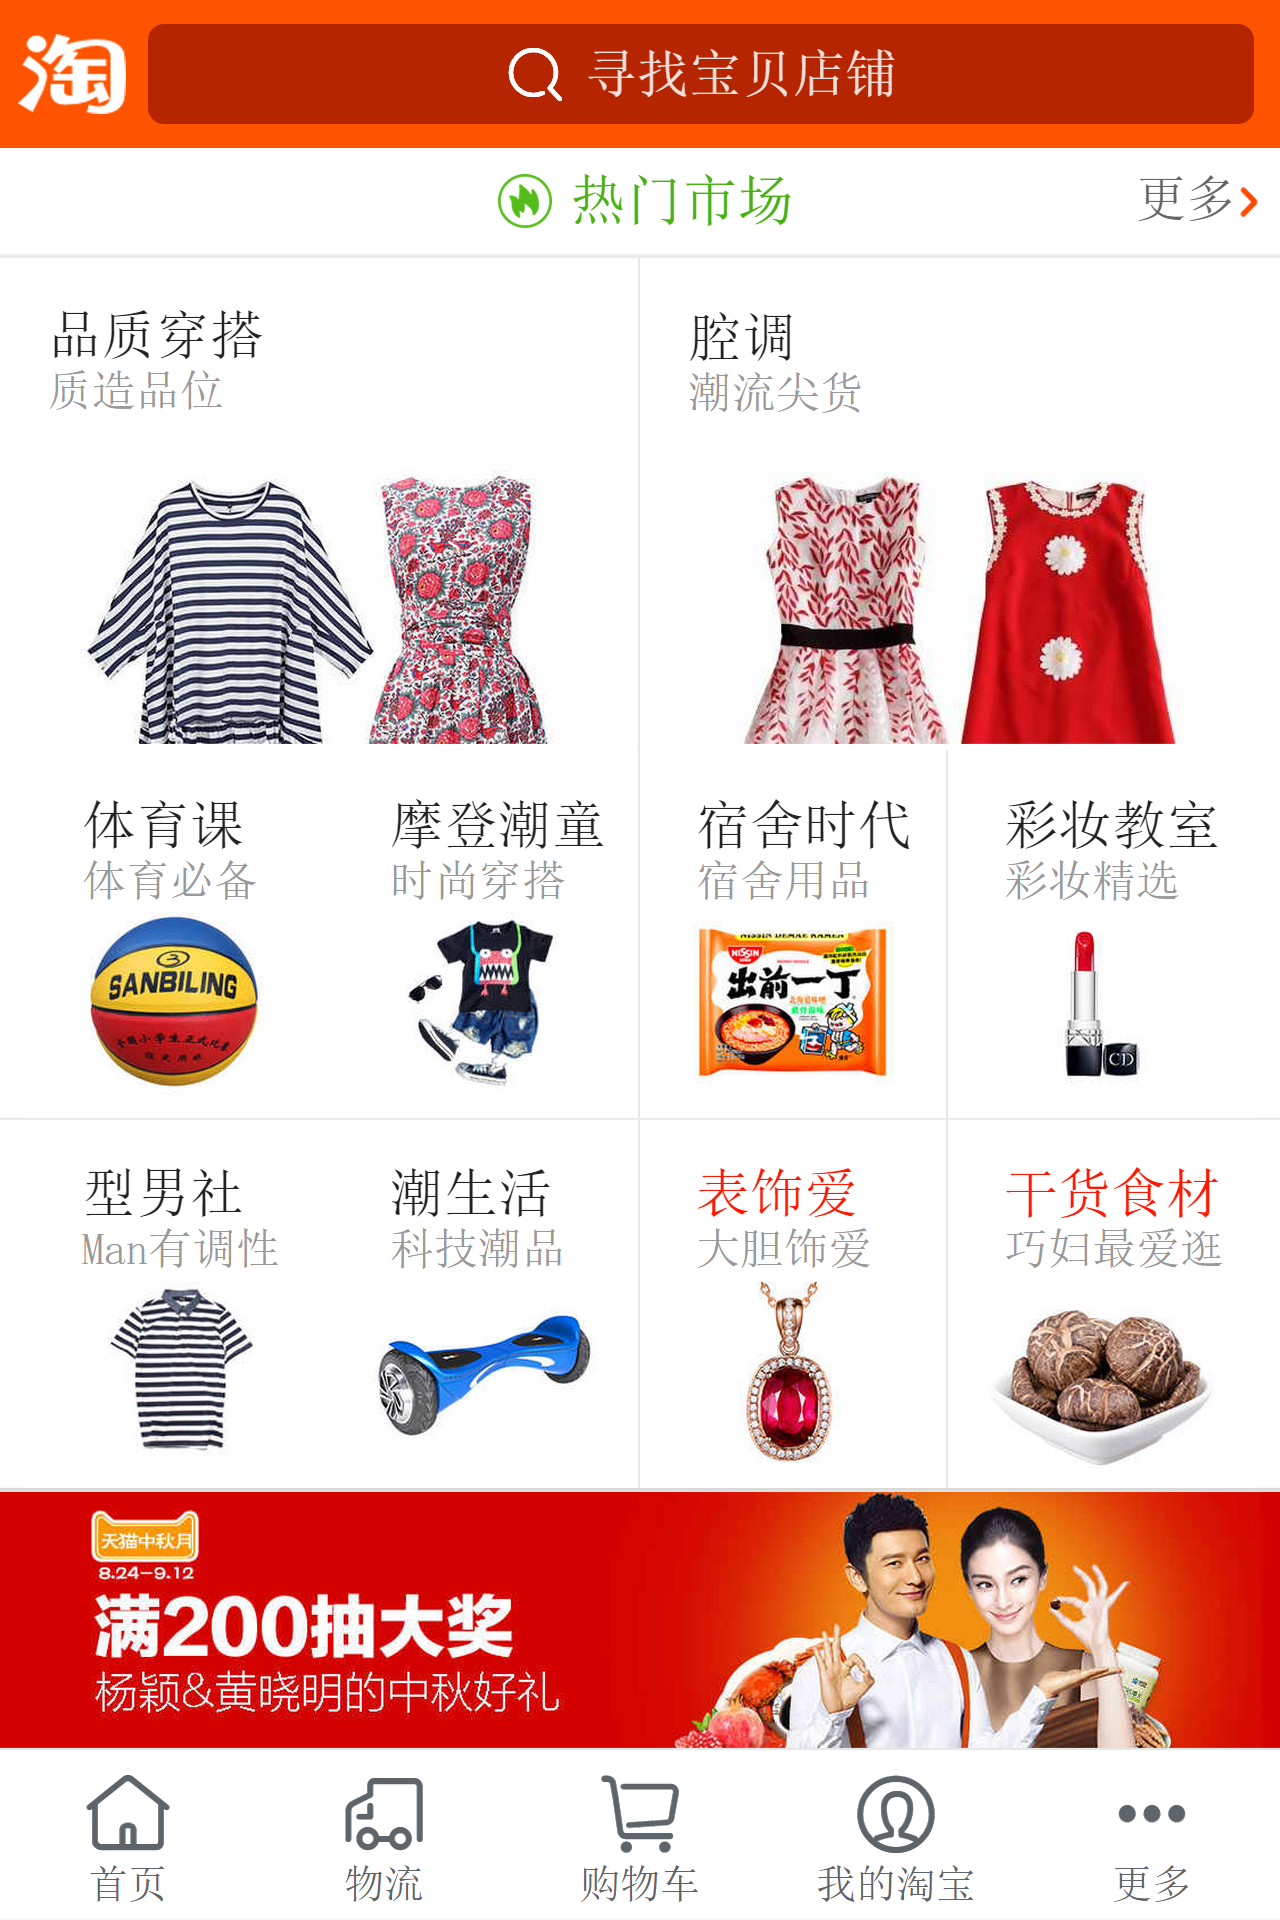 淘
寻找宝贝店铺
热门市场
更多
品质穿搭
质造品位
腔调
潮流尖货
体育课
体育必备
摩登潮童
时尚穿搭
宿舍时代
宿舍用品
彩妆教室
彩妆精选
3
SANBILING
NISSIN DEMAE RAMEN
NISSIN
出前一丁
CD
型男社
Man有调性
潮生活
科技潮品
表饰爱
大胆饰爱
干货食材
巧妇最爱逛
天猫中秋月
8.24-9.12
满200抽大奖
杨颖&黄晓明的中秋好礼
首页
物流
购物车
我的淘宝
更多